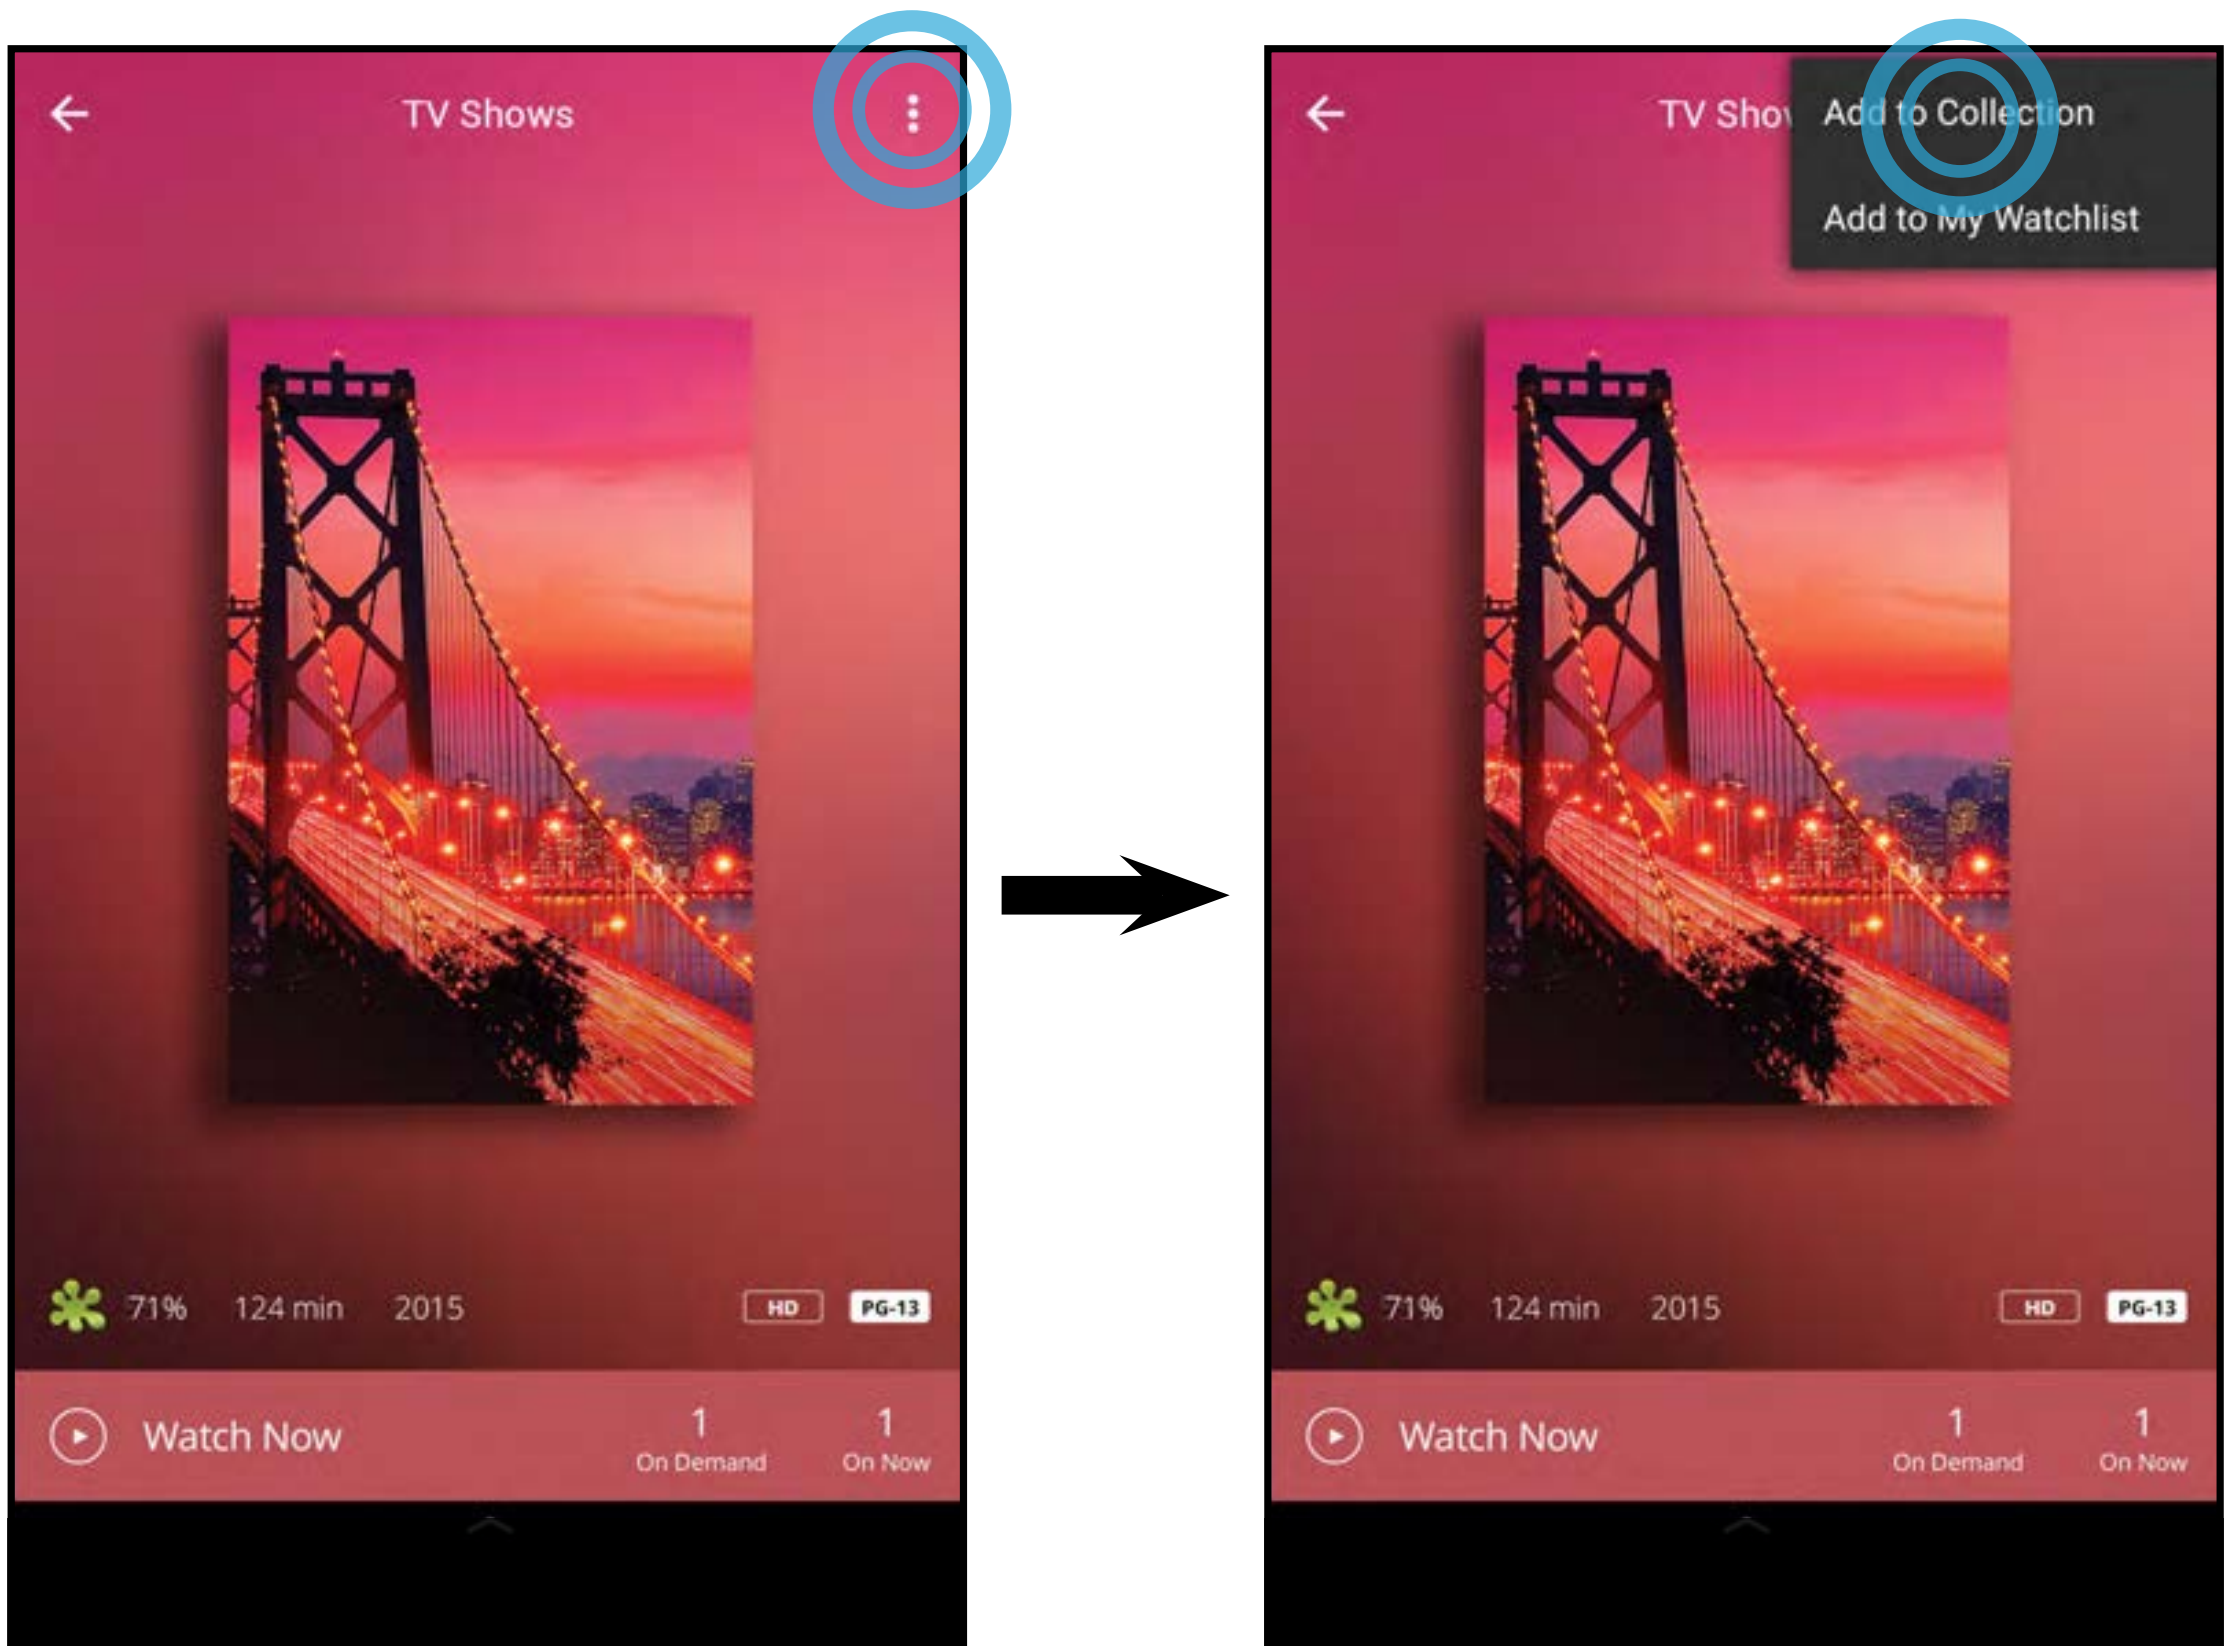 TV Shows
71% 124 min 2015 HD PG-13
Watch Now
1 On Demand
1 On Now
TV Shov
Add to Collection
Add to My Watchlist
71% 124 min 2015 HD PG-13
Watch Now
1 On Demand
1 On Now